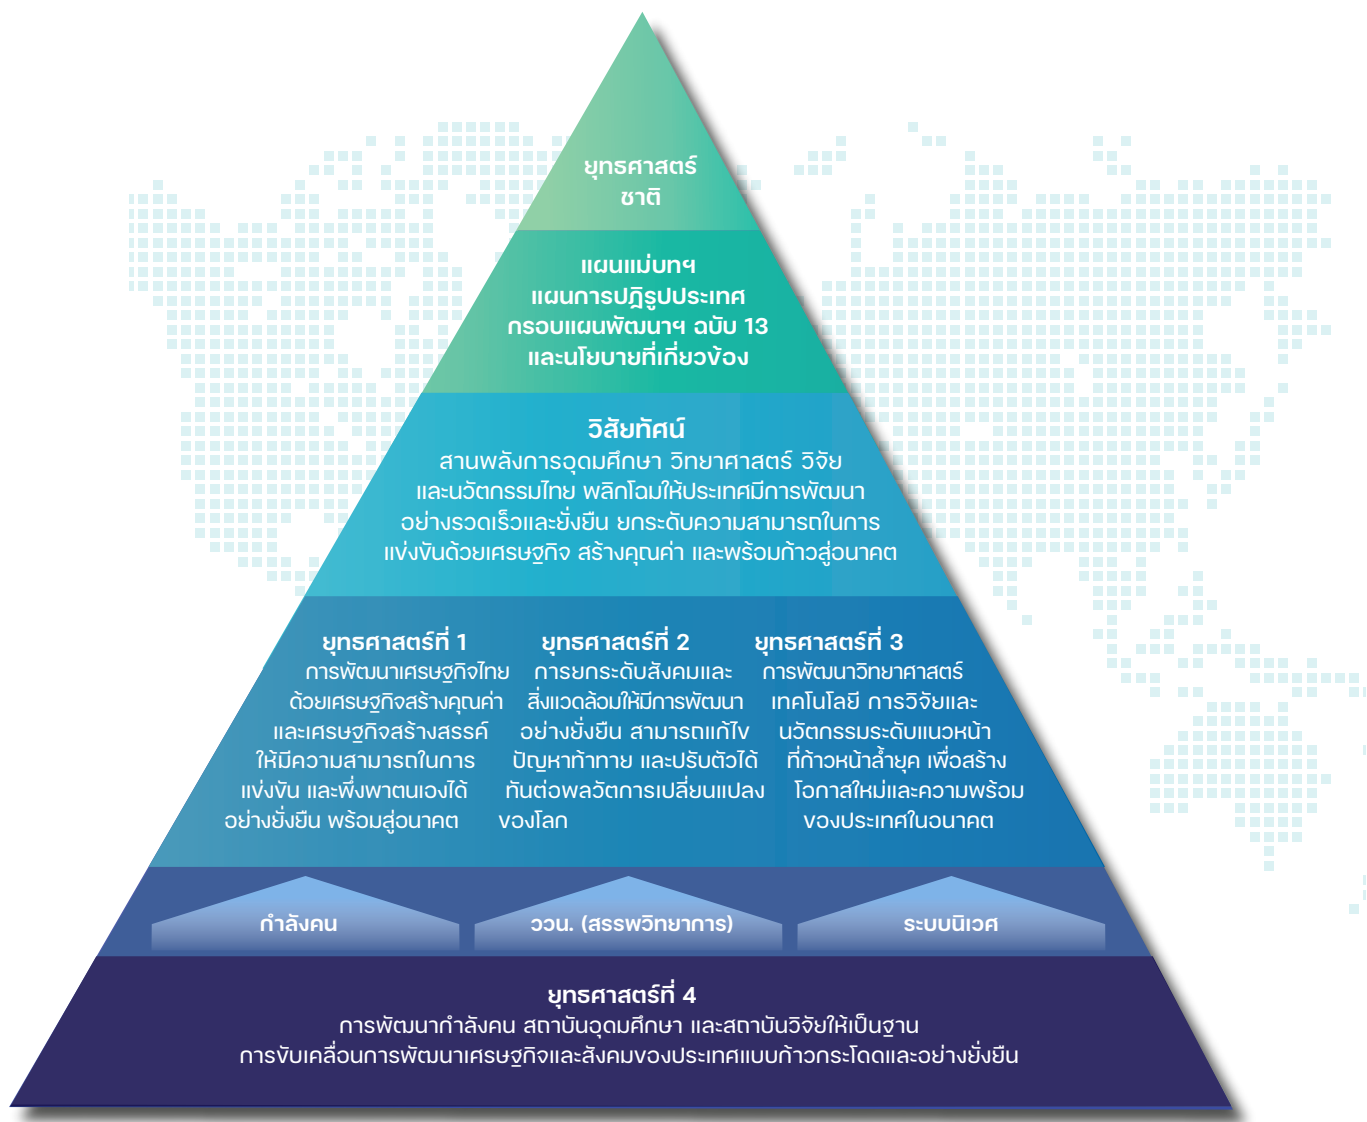 ยุทธศาสตร์
ชาติ
แผนแม่บทฯ
แผนการปฏิรูปประเทศ
กรอบแผนพัฒนาฯ ฉบับ 13
และนโยบายที่เกี่ยวข้อง
วิสัยทัศน์
สานพลังการอุดมศึกษา วิทยาศาสตร์ วิจัย
และนวัตกรรมไทย พลิกโฉมให้ประเทศมีการพัฒนา
อย่างรวดเร็วและยั่งยืน ยกระดับความสามารถในการ
แข่งขันด้วยเศรษฐกิจ สร้างคุณค่า และพร้อมก้าวสู่อนาคต
ยุทธศาสตร์ที่ 1
การพัฒนาเศรษฐกิจไทย
ด้วยเศรษฐกิจสร้างคุณค่า
และเศรษฐกิจสร้างสรรค์
ให้มีความสามารถในการ
แข่งขัน และพึ่งพาตนเองได้
อย่างยั่งยืน พร้อมสู่อนาคต
ยุทธศาสตร์ที่ 2
การยกระดับสังคมและ
สิ่งแวดล้อมให้มีการพัฒนา
อย่างยั่งยืน สามารถแก้ไข
ปัญหาท้าทาย และปรับตัวได้
ทันต่อพลวัตการเปลี่ยนแปลง
ของโลก
ยุทธศาสตร์ที่ 3
การพัฒนาวิทยาศาสตร์
เทคโนโลยี การวิจัยและ
นวัตกรรมระดับแนวหน้า
ที่ก้าวหน้าล้ำยุค เพื่อสร้าง
โอกาสใหม่และความพร้อม
ของประเทศในอนาคต
กำลังคน
ววน. (สรรพวิทยาการ)
ระบบนิเวศ
ยุทธศาสตร์ที่ 4
การพัฒนากำลังคน สถาบันอุดมศึกษา และสถาบันวิจัยให้เป็นฐาน
การขับเคลื่อนการพัฒนาเศรษฐกิจและสังคมของประเทศแบบก้าวกระโดดและอย่างยั่งยืน